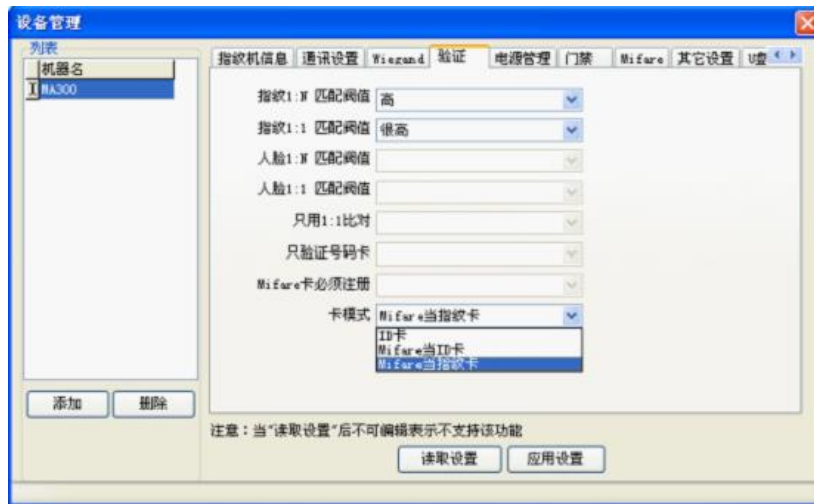 设备管理
列表
机器名
MA300
添加
删除
指纹机信息 通讯设置 Wiegand 验证 电源管理 门禁 Mifare 其它设置 U盘
指纹1:N 匹配阀值 高
指纹1:1 匹配阀值 很高
人脸1:N 匹配阀值
人脸1:1 匹配阀值
只用1:1比对
只验证号码卡
Mifare卡必须注册
卡模式 Mifare当指纹卡
ID卡
Mifare当ID卡
Mifare当指纹卡
注意：当"读取设置"后不可编辑表示不支持该功能
读取设置
应用设置